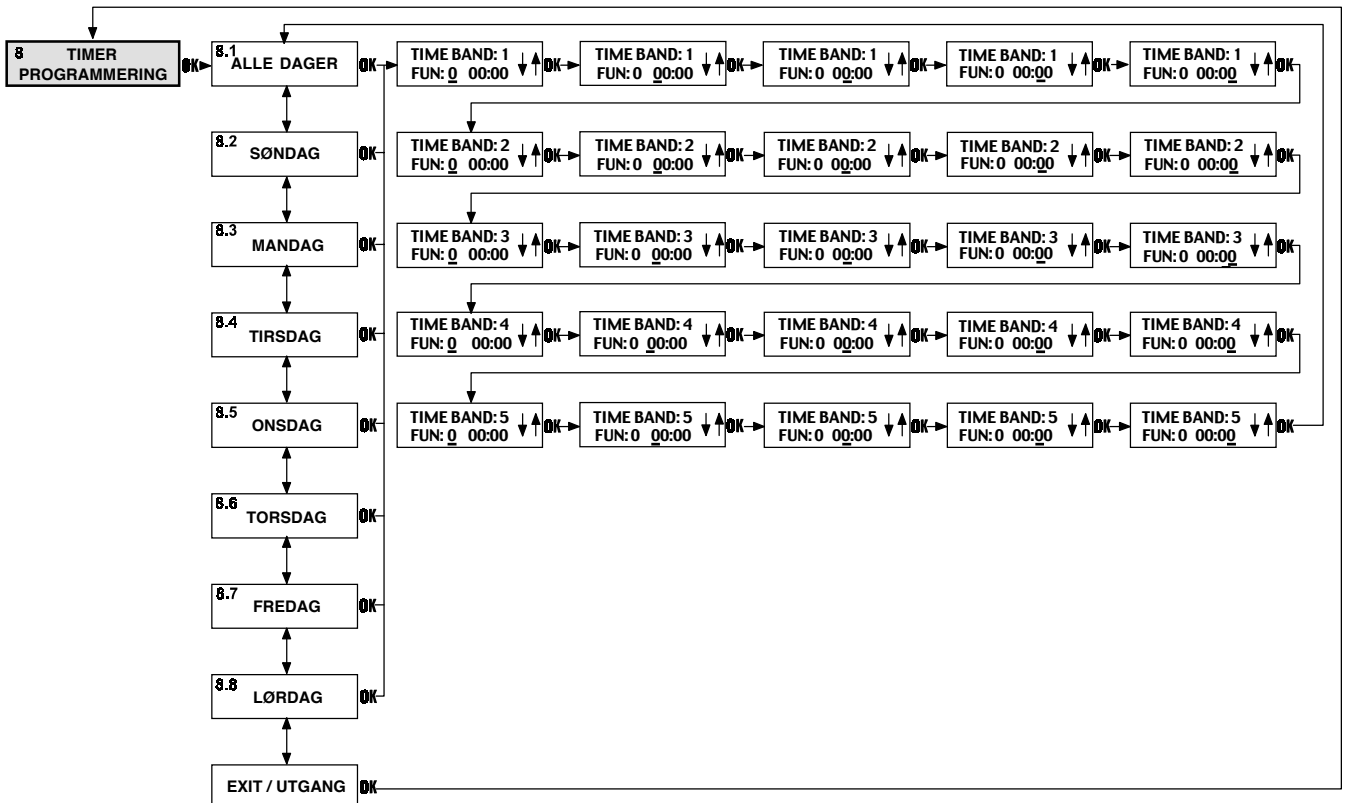 8 TIMER
PROGRAMMERING
OK
8.1
ALLE DAGER
OK
TIME BAND: 1
FUN: 0 00:00
OK
TIME BAND: 1
FUN: 0 00:00
OK
TIME BAND: 1
FUN: 0 00:00
OK
TIME BAND: 1
FUN: 0 00:00
OK
TIME BAND: 1
FUN: 0 00:00
OK
8.2
SØNDAG
OK
TIME BAND: 2
FUN: 0 00:00
OK
TIME BAND: 2
FUN: 0 00:00
OK
TIME BAND: 2
FUN: 0 00:00
OK
TIME BAND: 2
FUN: 0 00:00
OK
TIME BAND: 2
FUN: 0 00:00
OK
8.3
MANDAG
OK
TIME BAND: 3
FUN: 0 00:00
OK
TIME BAND: 3
FUN: 0 00:00
OK
TIME BAND: 3
FUN: 0 00:00
OK
TIME BAND: 3
FUN: 0 00:00
OK
TIME BAND: 3
FUN: 0 00:00
OK
8.4
TIRSDAG
OK
TIME BAND: 4
FUN: 0 00:00
OK
TIME BAND: 4
FUN: 0 00:00
OK
TIME BAND: 4
FUN: 0 00:00
OK
TIME BAND: 4
FUN: 0 00:00
OK
TIME BAND: 4
FUN: 0 00:00
OK
8.5
ONSDAG
OK
TIME BAND: 5
FUN: 0 00:00
OK
TIME BAND: 5
FUN: 0 00:00
OK
TIME BAND: 5
FUN: 0 00:00
OK
TIME BAND: 5
FUN: 0 00:00
OK
TIME BAND: 5
FUN: 0 00:00
OK
8.6
TORSDAG
OK
8.7
FREDAG
OK
8.8
LØRDAG
OK
EXIT / UTGANG
OK